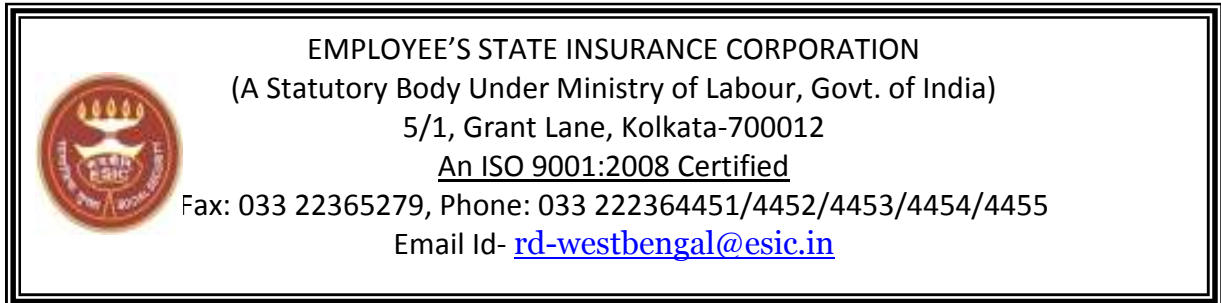 EMPLOYEE’S STATE INSURANCE CORPORATION
(A Statutory Body Under Ministry of Labour, Govt. of India)
5/1, Grant Lane, Kolkata-700012
An ISO 9001:2008 Certified
Fax: 033 22365279, Phone: 033 222364451/4452/4453/4454/4455
Email Id- rd-westbengal@esic.in
ESIC